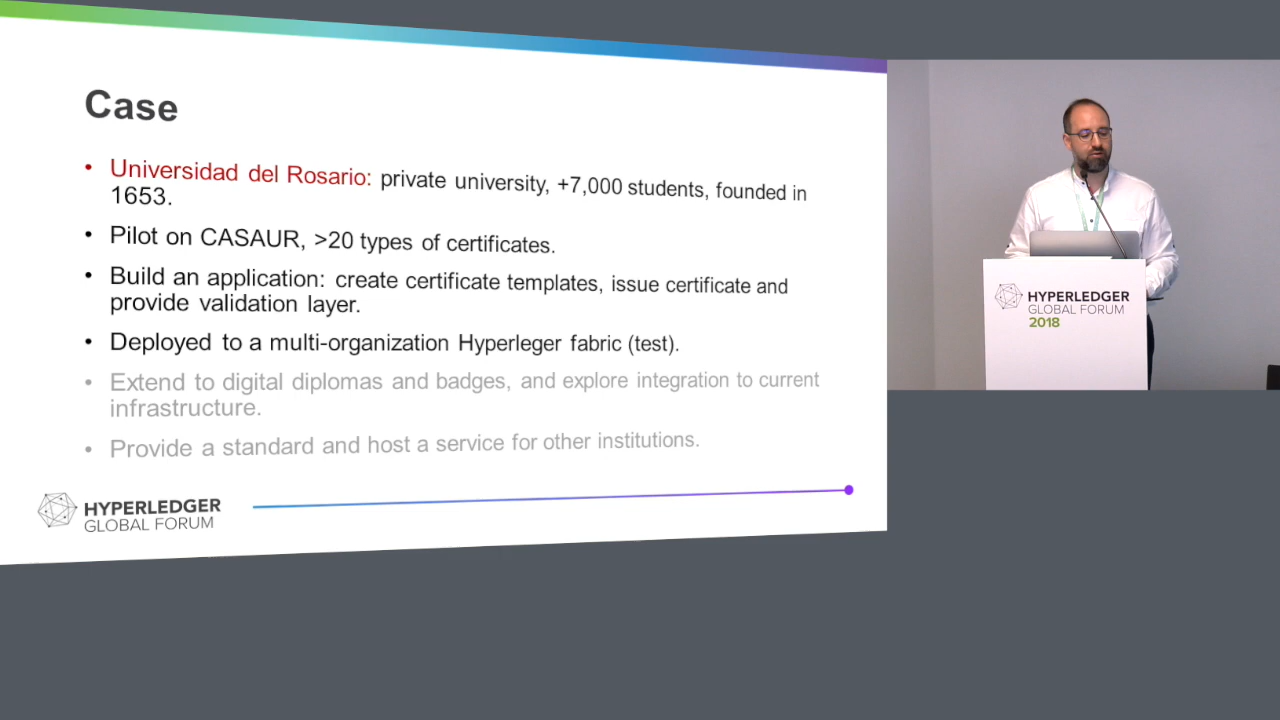 Case
• Universidad del Rosario: private university, +7,000 students, founded in
1653.
• Pilot on CASAUR, >20 types of certificates.
• Build an application: create certificate templates, issue certificate and
provide validation layer.
• Deployed to a multi-organization Hyperleger fabric (test).
• Extend to digital diplomas and badges, and explore integration to current
infrastructure.
• Provide a standard and host a service for other institutions.
HYPERLEDGER
GLOBAL FORUM
HYPERLEDGER
GLOBAL FORUM
2018